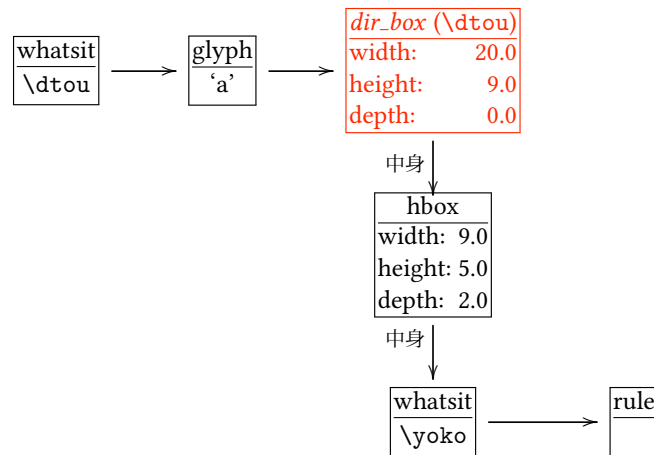 whatsit
\dtou
glyph
‘a’
dir_box (\dtou)
width: 20.0
height: 9.0
depth: 0.0
中身
hbox
width: 9.0
height: 5.0
depth: 2.0
中身
whatsit
\yoko
rule